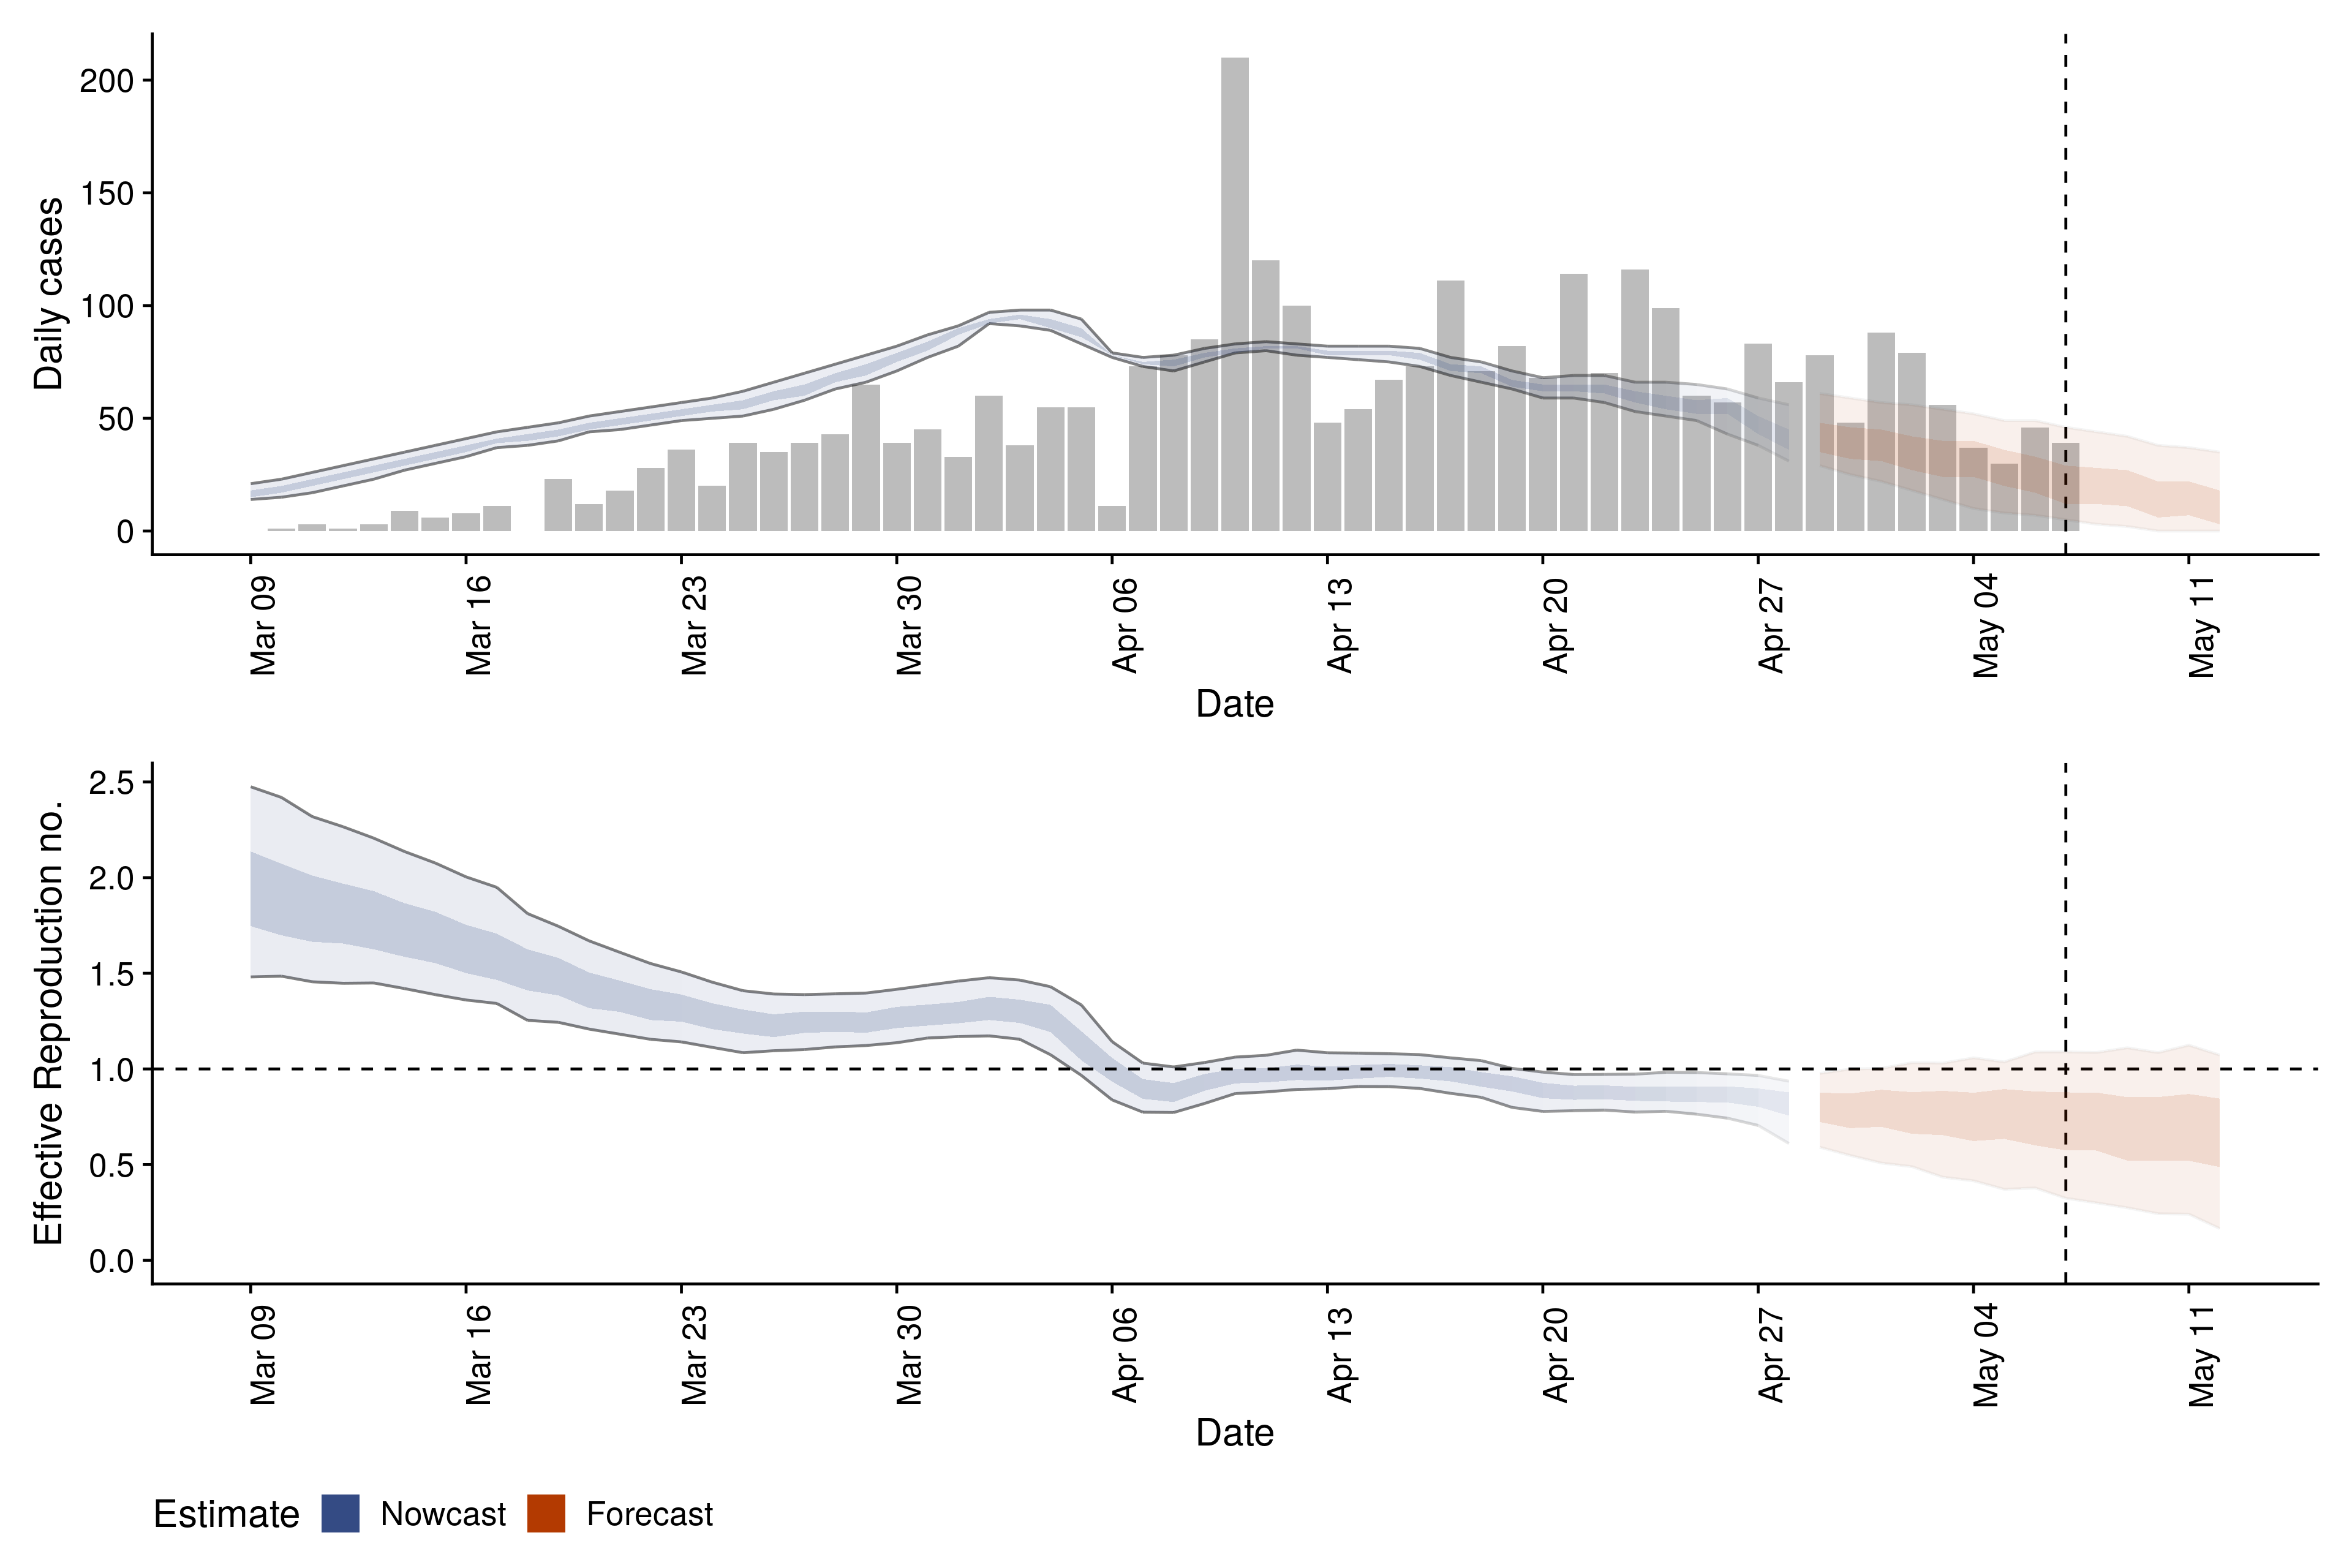 200
150
100
50
0
Daily cases
Mar 09
Mar 16
Mar 23
Mar 30
Apr 06
Apr 13
Apr 20
Apr 27
May 04
May 11
Date
2.5
2.0
1.5
1.0
0.5
0.0
Effective Reproduction no.
Mar 09
Mar 16
Mar 23
Mar 30
Apr 06
Apr 13
Apr 20
Apr 27
May 04
May 11
Date
Estimate Nowcast Forecast